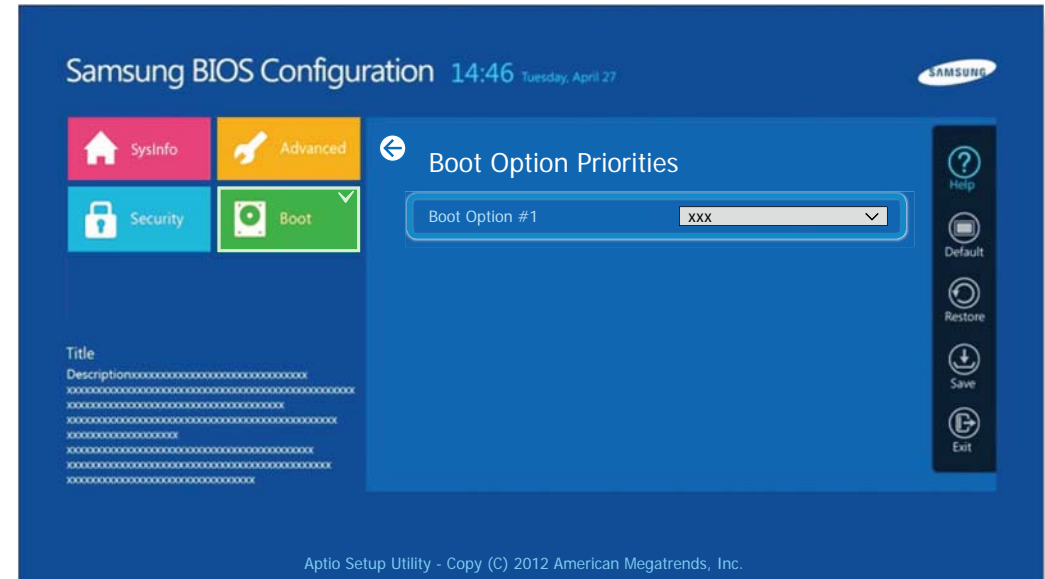 Samsung BIOS Configuration 14:46 Tuesday, April 27
SAMSUNG
SysInfo
Advanced
Security
Boot
Boot Option Priorities
Boot Option #1
xxx
Help
Default
Restore
Save
Exit
Title
Descriptionxxxxxxxxxxxxxxxxxxxxxxxxxxxxx
Aptio Setup Utility - Copy (C) 2012 American Megatrends, Inc.